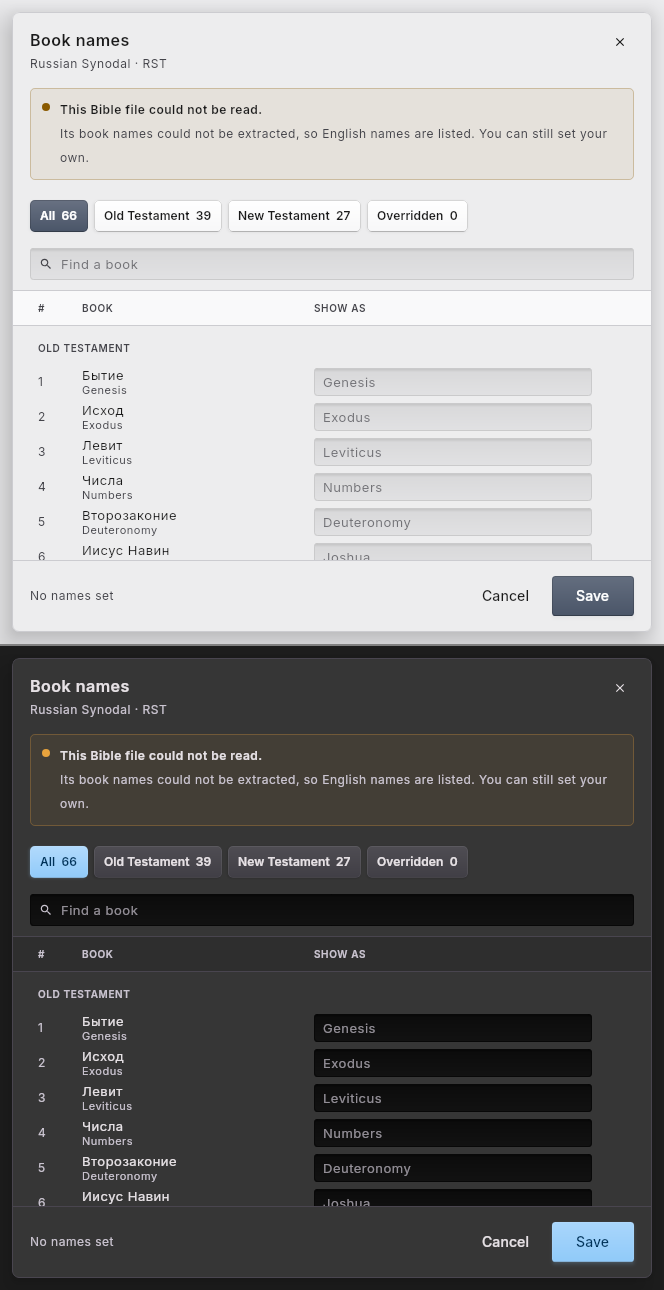 Book names
Russian Synodal · RST
This Bible file could not be read.
Its book names could not be extracted, so English names are listed. You can still set your
own.
All 66 Old Testament 39 New Testament 27 Overridden 0
Find a book
# BOOK SHOW AS
OLD TESTAMENT
1 Бытие Genesis
Genesis
2 Исход Exodus
Exodus
3 Левит Leviticus
Leviticus
4 Числа Numbers
Numbers
5 Второзаконие Deuteronomy
Deuteronomy
6 Иисус Навин Joshua
No names set Cancel Save
Book names
Russian Synodal · RST
This Bible file could not be read.
Its book names could not be extracted, so English names are listed. You can still set your
own.
All 66 Old Testament 39 New Testament 27 Overridden 0
Find a book
# BOOK SHOW AS
OLD TESTAMENT
1 Бытие Genesis
Genesis
2 Исход Exodus
Exodus
3 Левит Leviticus
Leviticus
4 Числа Numbers
Numbers
5 Второзаконие Deuteronomy
Deuteronomy
6 Иисус Навин Joshua
No names set Cancel Save